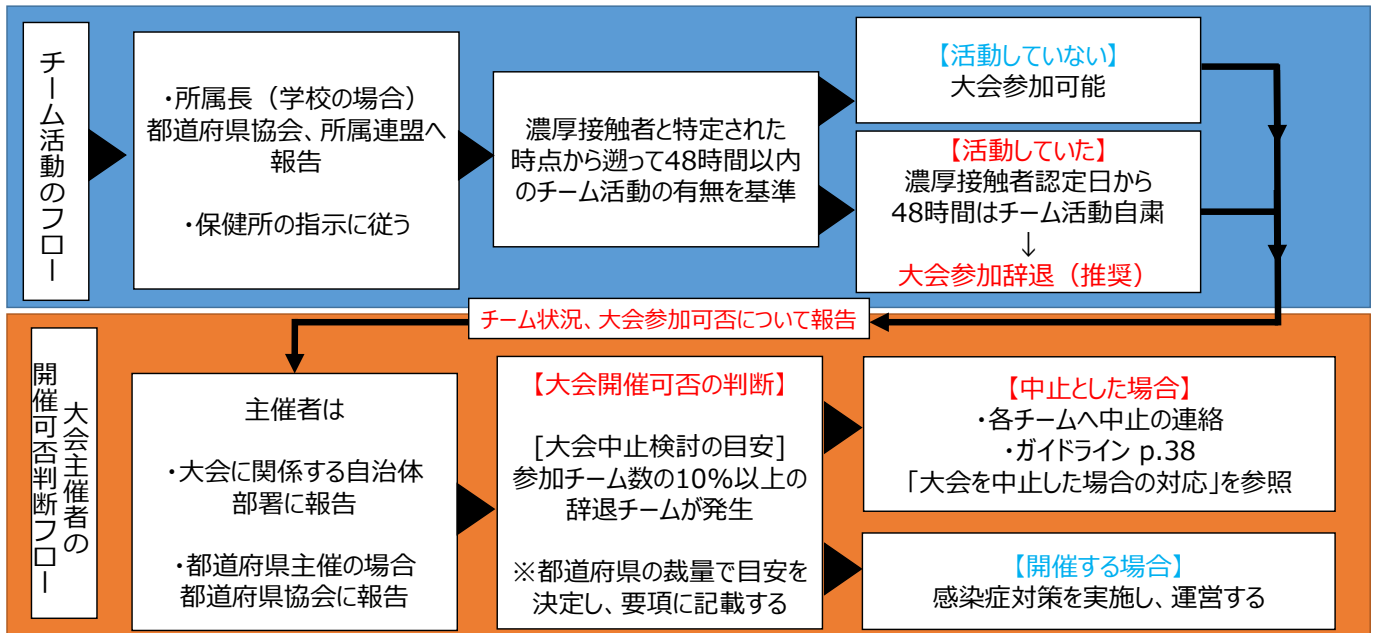 チーム活動のフロー
・所属長（学校の場合）
都道府県協会、所属連盟へ
報告
・保健所の指示に従う
濃厚接触者と特定された
時点から遡って48時間以内
のチーム活動の有無を基準
【活動していない】
大会参加可能
【活動していた】
濃厚接触者認定日から
48時間はチーム活動自粛
↓
大会参加辞退（推奨）
チーム状況、大会参加可否について報告
大会主催者の
開催可否判断フロー
主催者は
・大会に関係する自治体
部署に報告
・都道府県主催の場合
都道府県協会に報告
【大会開催可否の判断】
[大会中止検討の目安]
参加チーム数の10%以上の
辞退チームが発生
※都道府県の裁量で目安を
決定し、要項に記載する
【中止とした場合】
・各チームへ中止の連絡
・ガイドライン p.38
「大会を中止した場合の対応」を参照
【開催する場合】
感染症対策を実施し、運営する